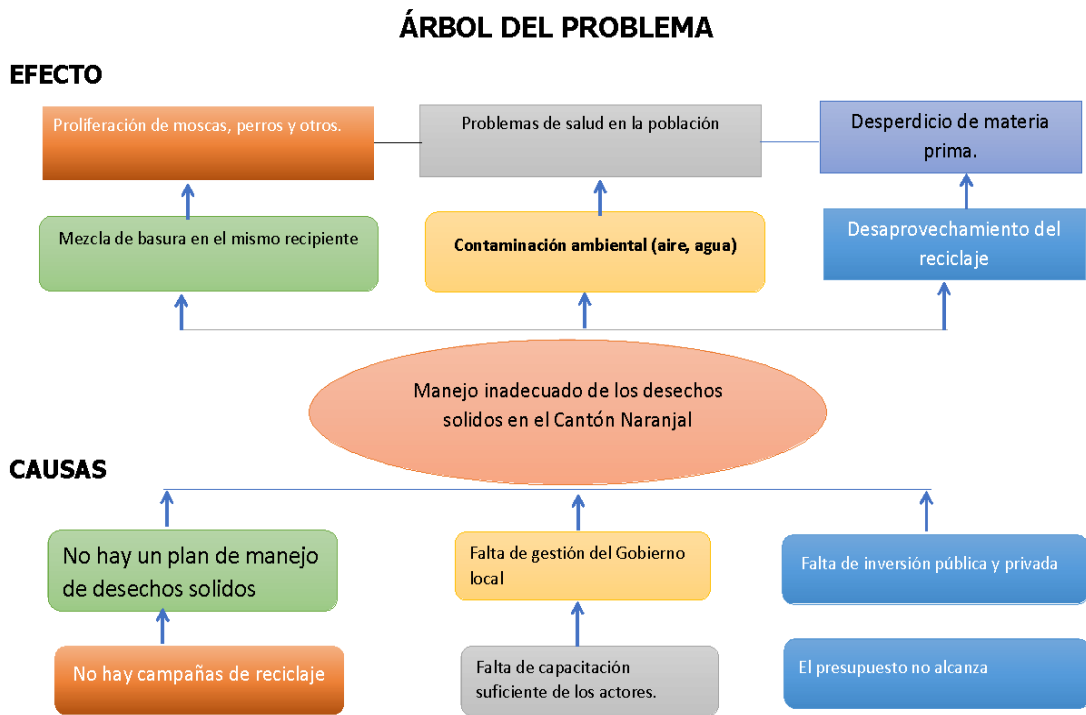 ÁRBOL DEL PROBLEMA
EFECTO
Proliferación de moscas, perros y otros.
Problemas de salud en la población
Desperdicio de materia
prima.
Mezcla de basura en el mismo recipiente
Contaminación ambiental (aire, agua)
Desaprovechamiento del
reciclaje
Manejo inadecuado de los desechos
solidos en el Cantón Naranjal
CAUSAS
No hay un plan de manejo
de desechos solidos
Falta de gestión del Gobierno
local
Falta de inversión pública y privada
No hay campañas de reciclaje
Falta de capacitación
suficiente de los actores.
El presupuesto no alcanza